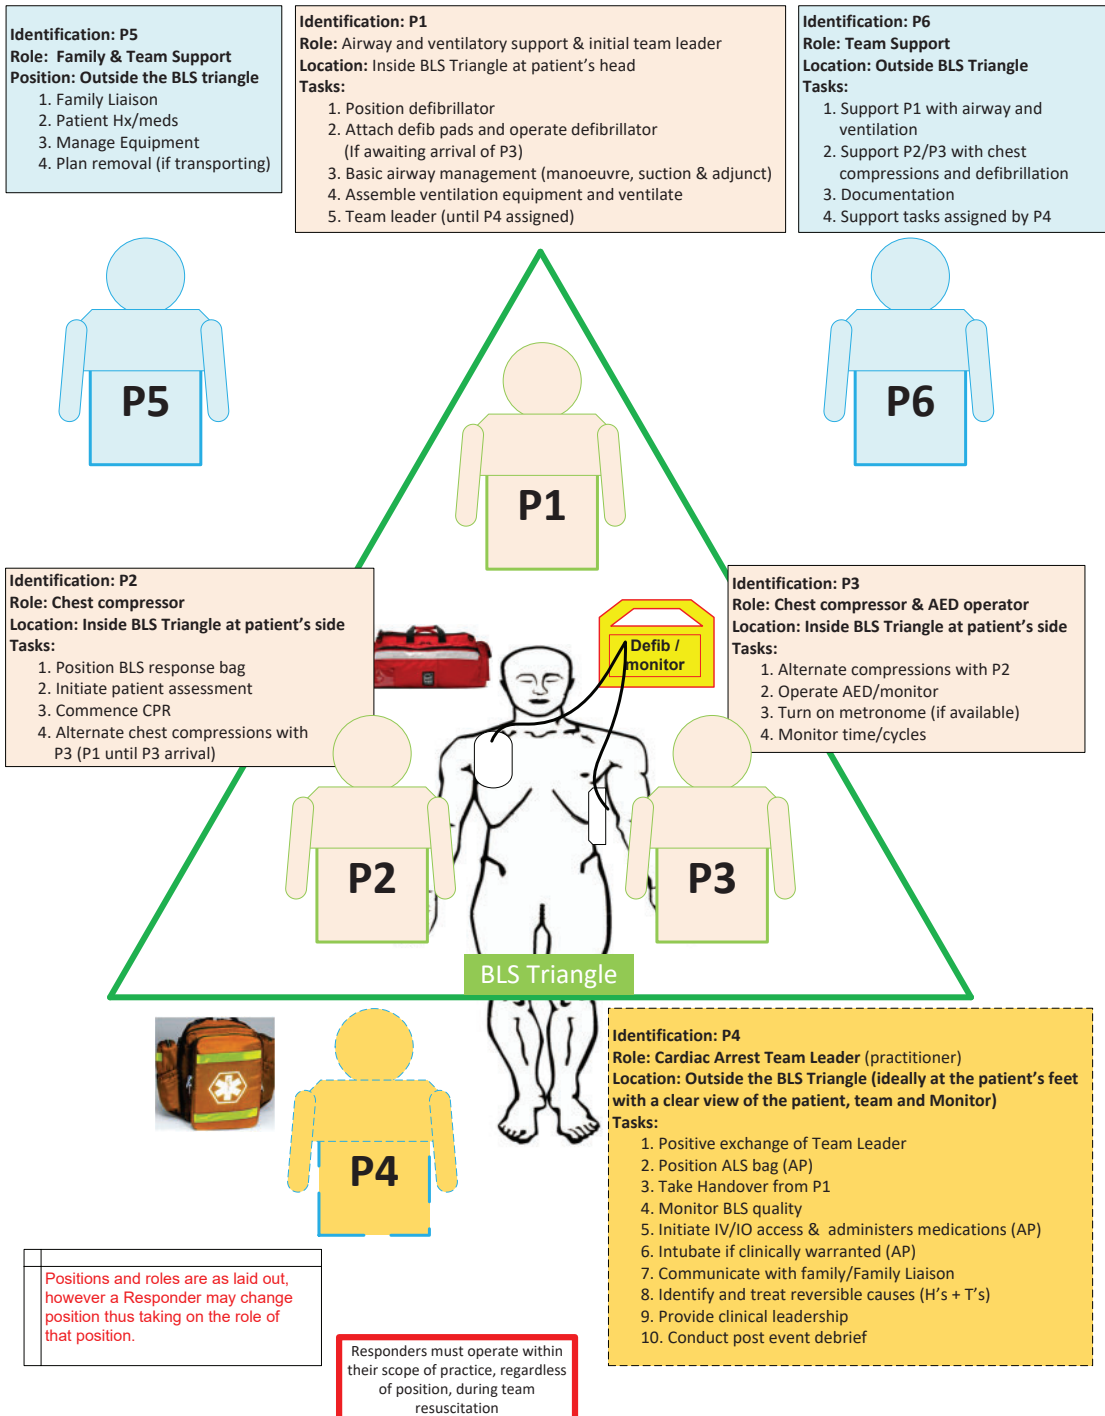 Identification: P5
Role:  Family & Team Support
Position: Outside the BLS triangle
1. Family Liaison
2. Patient Hx/meds
3. Manage Equipment
4. Plan removal (if transporting)
Identification: P1
Role: Airway and ventilatory support & initial team leader
Location: Inside BLS Triangle at patient's head
Tasks:
1. Position defibrillator
2. Attach defib pads and operate defibrillator
(If awaiting arrival of P3)
3. Basic airway management (manoeuvre, suction & adjunct)
4. Assemble ventilation equipment and ventilate
5. Team leader (until P4 assigned)
Identification: P6
Role: Team Support
Location: Outside BLS Triangle
Tasks:
1. Support P1 with airway and
ventilation
2. Support P2/P3 with chest
compressions and defibrillation
3. Documentation
4. Support tasks assigned by P4
P5
P6
P1
Identification: P2
Role: Chest compressor
Location: Inside BLS Triangle at patient's side
Tasks:
1. Position BLS response bag
2. Initiate patient assessment
3. Commence CPR
4. Alternate chest compressions with
P3 (P1 until P3 arrival)
Defib /
monitor
Identification: P3
Role: Chest compressor & AED operator
Location: Inside BLS Triangle at patient's side
Tasks:
1. Alternate compressions with P2
2. Operate AED/monitor
3. Turn on metronome (if available)
4. Monitor time/cycles
P2
P3
BLS Triangle
P4
Identification: P4
Role: Cardiac Arrest Team Leader (practitioner)
Location: Outside the BLS Triangle (ideally at the patient's feet
with a clear view of the patient, team and Monitor)
Tasks:
1. Positive exchange of Team Leader
2. Position ALS bag (AP)
3. Take Handover from P1
4. Monitor BLS quality
5. Initiate IV/IO access &  administers medications (AP)
6. Intubate if clinically warranted (AP)
7. Communicate with family/Family Liaison
8. Identify and treat reversible causes (H's + T's)
9. Provide clinical leadership
10. Conduct post event debrief
Positions and roles are as laid out,
however a Responder may change
position thus taking on the role of
that position.
Responders must operate within
their scope of practice, regardless
of position, during team
resuscitation